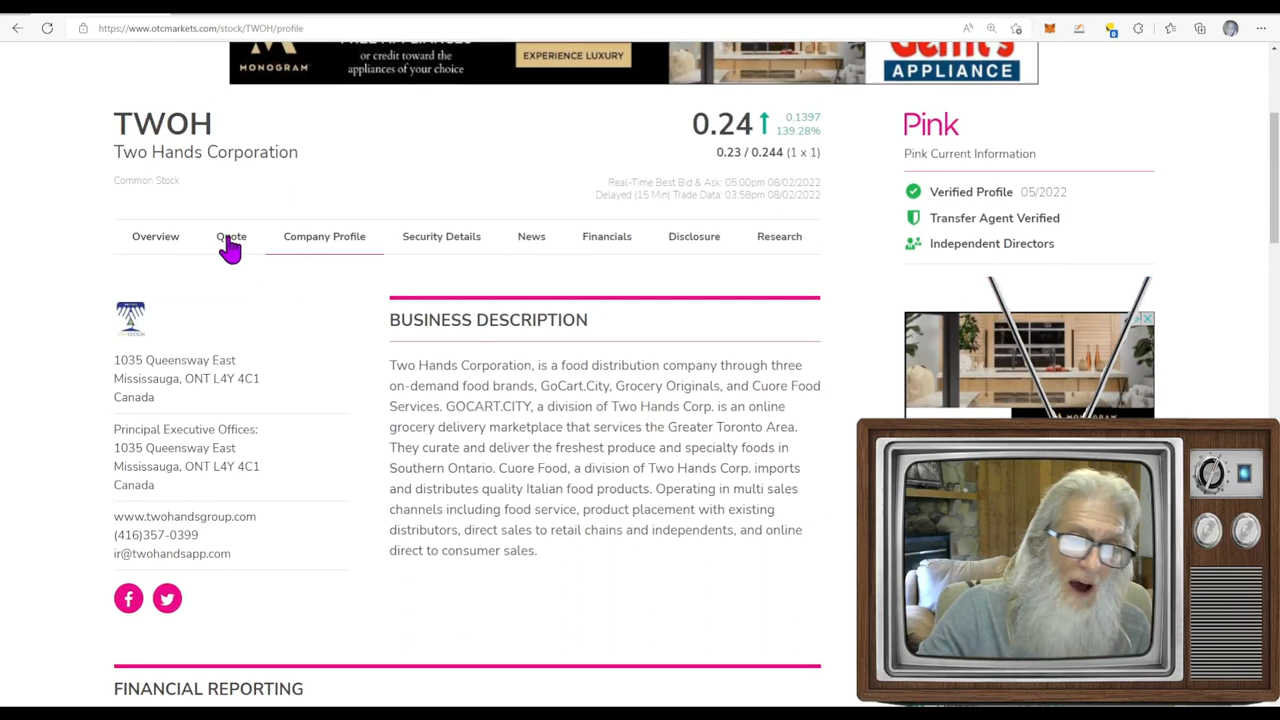 https://www.otcmarkets.com/stock/TWOH/profile
MONOGRAM
FREE APPLIANCES
or credit toward the
appliances of your choice
EXPERIENCE LUXURY
APPLIANCE
TWOH
Two Hands Corporation
Common Stock
0.24
0.1397
139.28%
0.23 / 0.244 (1 x 1)
Real-Time Best Bid & Ask: 05:00pm 08/02/2022
Delayed (15 Min) Trade Data: 03:58pm 08/02/2022
Pink
Pink Current Information
Verified Profile 05/2022
Transfer Agent Verified
Independent Directors
Overview Quote Company Profile Security Details News Financials Disclosure Research
1035 Queensway East
Mississauga, ONT L4Y 4C1
Canada
Principal Executive Offices:
1035 Queensway East
Mississauga, ONT L4Y 4C1
Canada
www.twohandsgroup.com
(416)357-0399
ir@twohandsapp.com
BUSINESS DESCRIPTION
Two Hands Corporation, is a food distribution company through three
on-demand food brands, GoCart.City, Grocery Originals, and Cuore Food
Services. GOCART.CITY, a division of Two Hands Corp. is an online
grocery delivery marketplace that services the Greater Toronto Area.
They curate and deliver the freshest produce and specialty foods in
Southern Ontario. Cuore Food, a division of Two Hands Corp. imports
and distributes quality Italian food products. Operating in multi sales
channels including food service, product placement with existing
distributors, direct sales to retail chains and independents, and online
direct to consumer sales.
FINANCIAL REPORTING